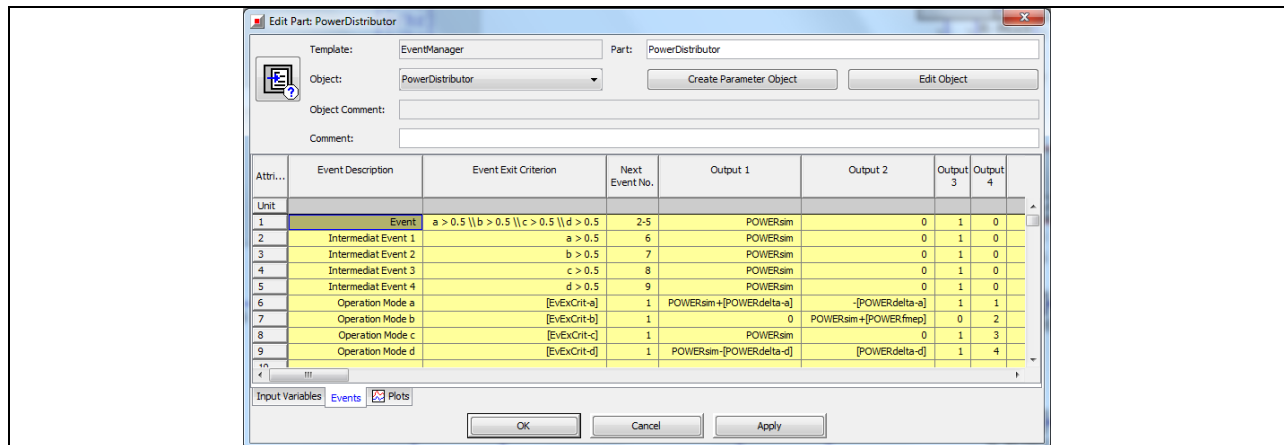 Edit Part: PowerDistributor
Template: EventManager Part: PowerDistributor
Object: PowerDistributor Create Parameter Object Edit Object
Object Comment:
Comment:
Attri... Event Description Event Exit Criterion Next Event No. Output 1 Output 2 Output 3 Output 4
Unit
1 Event a > 0.5 \\ b > 0.5 \\ c > 0.5 \\ d > 0.5 2-5 POWERsim 0 1 0
2 Intermediat Event 1 a > 0.5 6 POWERsim 0 1 0
3 Intermediat Event 2 b > 0.5 7 POWERsim 0 1 0
4 Intermediat Event 3 c > 0.5 8 POWERsim 0 1 0
5 Intermediat Event 4 d > 0.5 9 POWERsim 0 1 0
6 Operation Mode a [EvExCrit-a] 1 POWERsim+[POWERdelta-a] -[POWERdelta-a] 1 1
7 Operation Mode b [EvExCrit-b] 1 0 POWERsim+[POWERfmep] 0 2
8 Operation Mode c [EvExCrit-c] 1 POWERsim 0 1 3
9 Operation Mode d [EvExCrit-d] 1 POWERsim-[POWERdelta-d] [POWERdelta-d] 1 4
10
Input Variables Events Plots
OK Cancel Apply